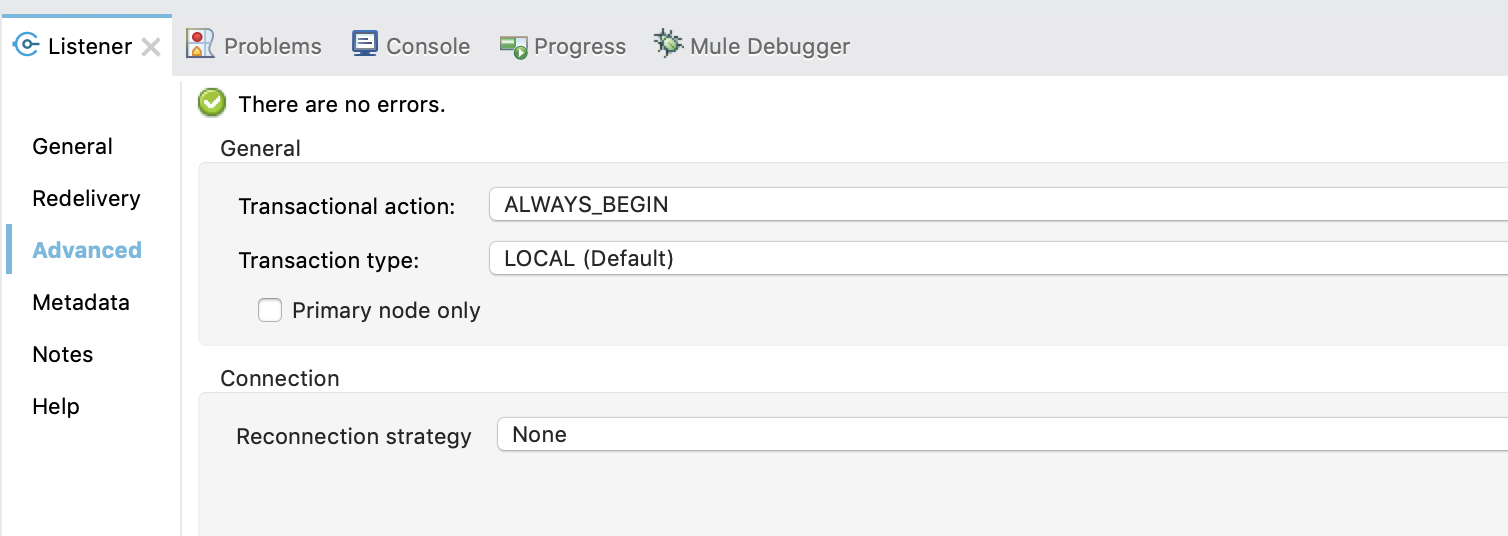 Listener Problems Console Progress Mule Debugger
There are no errors.
General
Redelivery
Advanced
Metadata
Notes
Help
General
Transactional action: ALWAYS_BEGIN
Transaction type: LOCAL (Default)
Primary node only
Connection
Reconnection strategy None